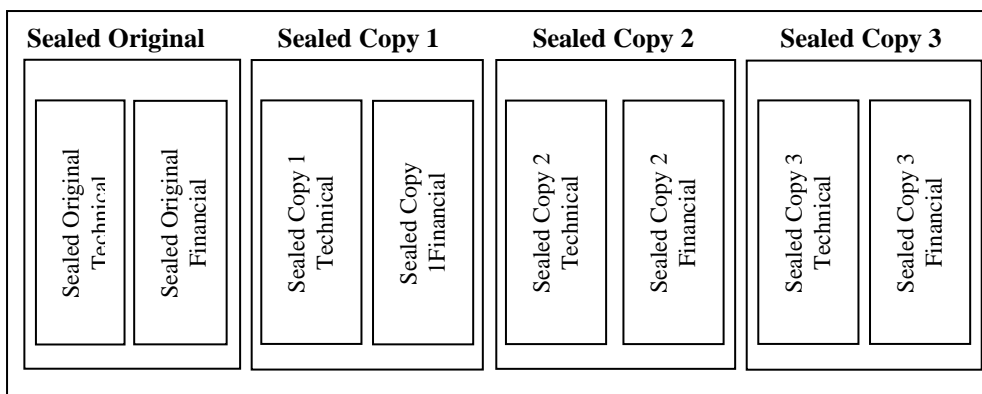 Sealed Original
Sealed Copy 1
Sealed Copy 2
Sealed Copy 3
Sealed Original
Technical
Sealed Original
Financial
Sealed Copy 1
Technical
Sealed Copy
1Financial
Sealed Copy 2
Technical
Sealed Copy 2
Financial
Sealed Copy 3
Technical
Sealed Copy 3
Financial